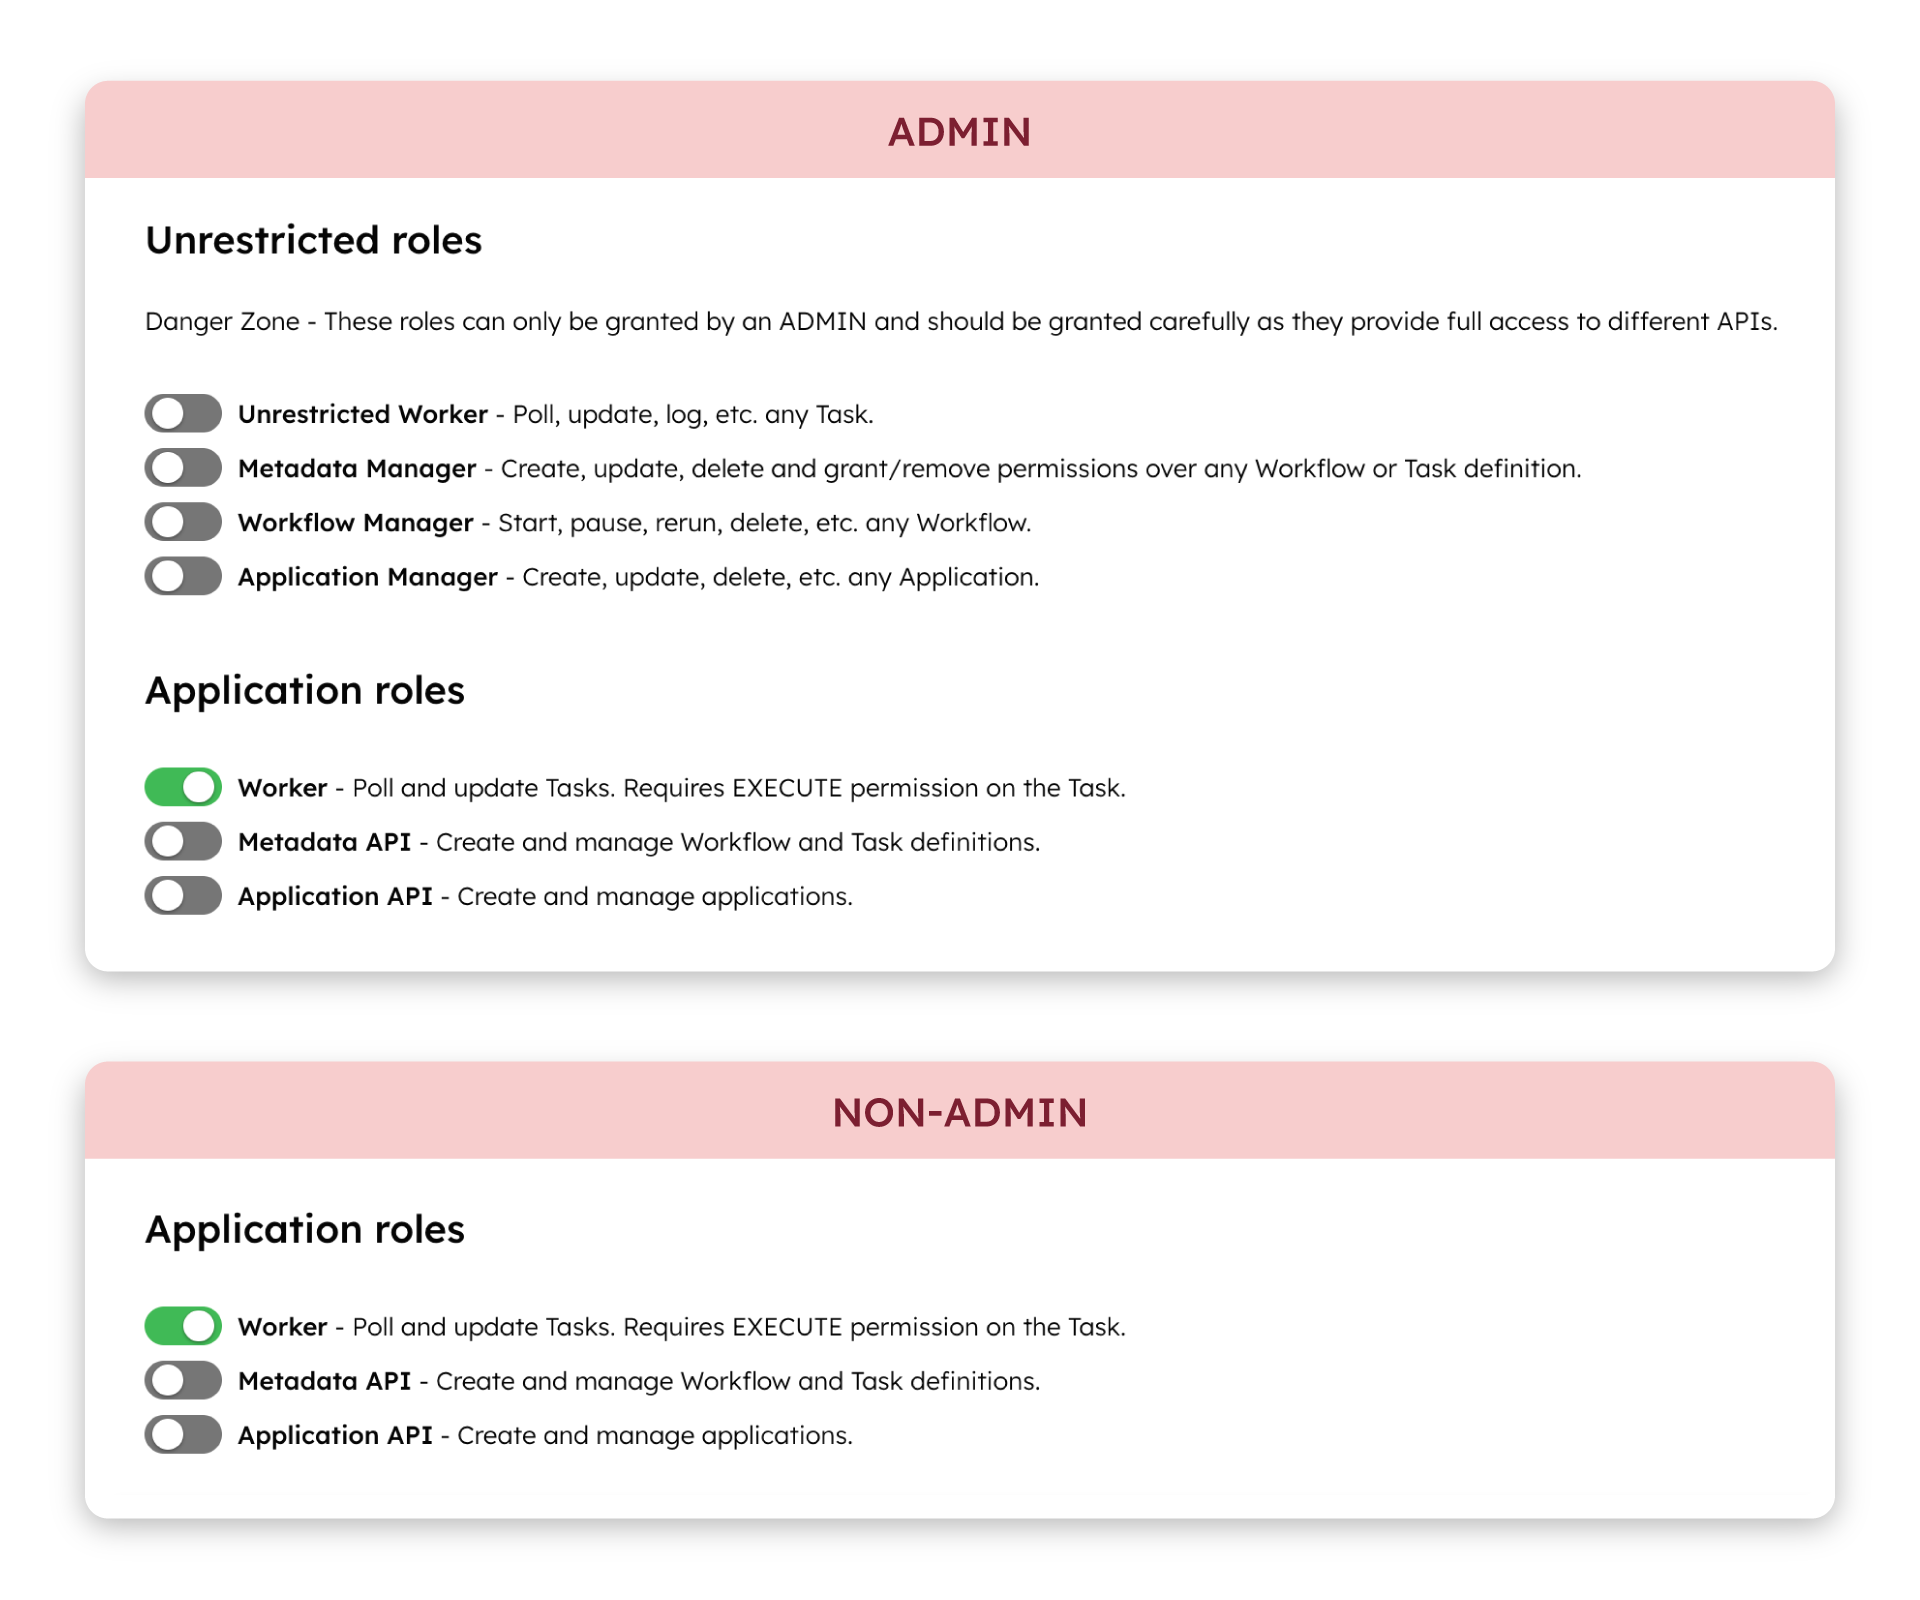 ADMIN
Unrestricted roles
Danger Zone - These roles can only be granted by an ADMIN and should be granted carefully as they provide full access to different APIs.
Unrestricted Worker - Poll, update, log, etc. any Task.
Metadata Manager - Create, update, delete and grant/remove permissions over any Workflow or Task definition.
Workflow Manager - Start, pause, rerun, delete, etc. any Workflow.
Application Manager - Create, update, delete, etc. any Application.
Application roles
Worker - Poll and update Tasks. Requires EXECUTE permission on the Task.
Metadata API - Create and manage Workflow and Task definitions.
Application API - Create and manage applications.
NON-ADMIN
Application roles
Worker - Poll and update Tasks. Requires EXECUTE permission on the Task.
Metadata API - Create and manage Workflow and Task definitions.
Application API - Create and manage applications.